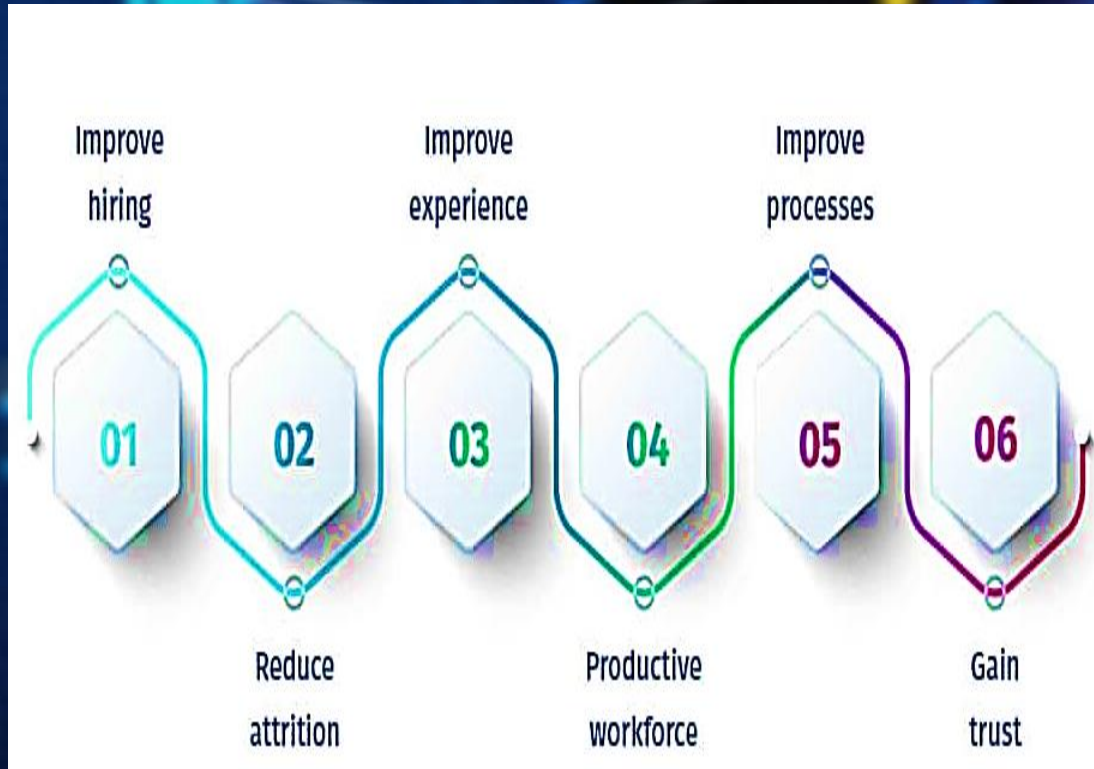 Improve
hiring
01
02
Reduce
attrition
Improve
experience
03
04
Productive
workforce
Improve
processes
05
06
Gain
trust